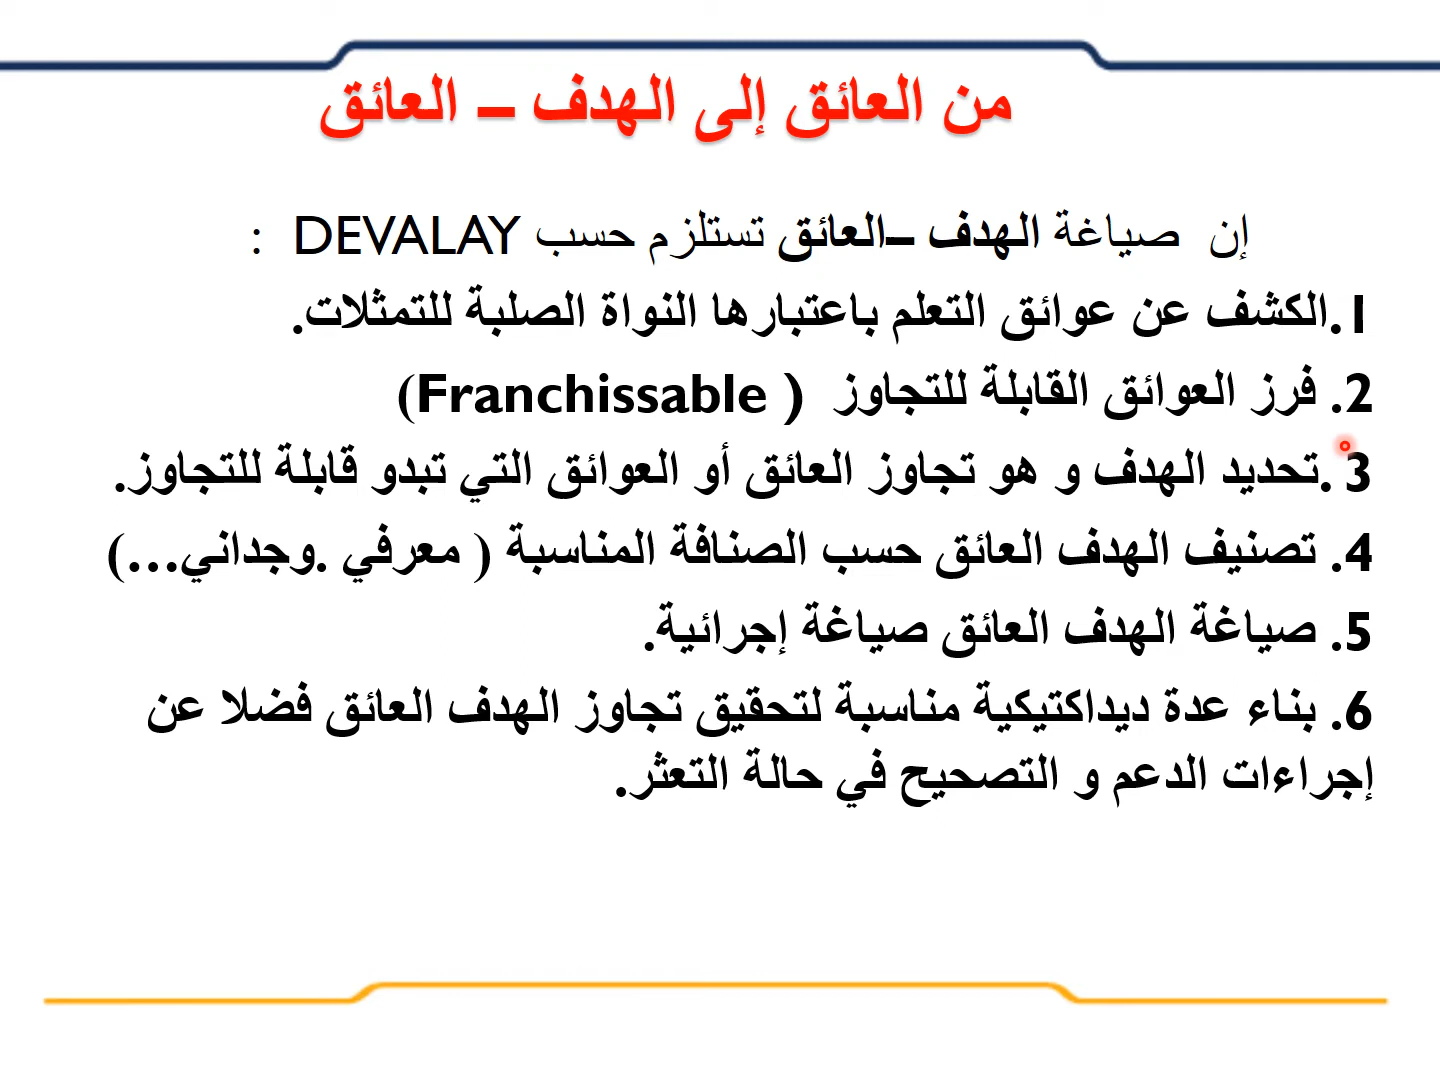 من العائق إلى الهدف – العائق
إن صياغة الهدف –العائق تستلزم حسب DEVALAY :
1.الكشف عن عوائق التعلم باعتبارها النواة الصلبة للتمثلات.
2. فرز العوائق القابلة للتجاوز ( Franchissable)
3.تحديد الهدف و هو تجاوز العائق أو العوائق التي تبدو قابلة للتجاوز.
4. تصنيف الهدف العائق حسب الصنافة المناسبة ( معرفي .وجداني...)
5. صياغة الهدف العائق صياغة إجرائية.
6. بناء عدة ديداكتيكية مناسبة لتحقيق تجاوز الهدف العائق فضلا عن
إجراءات الدعم و التصحيح في حالة التعثر.